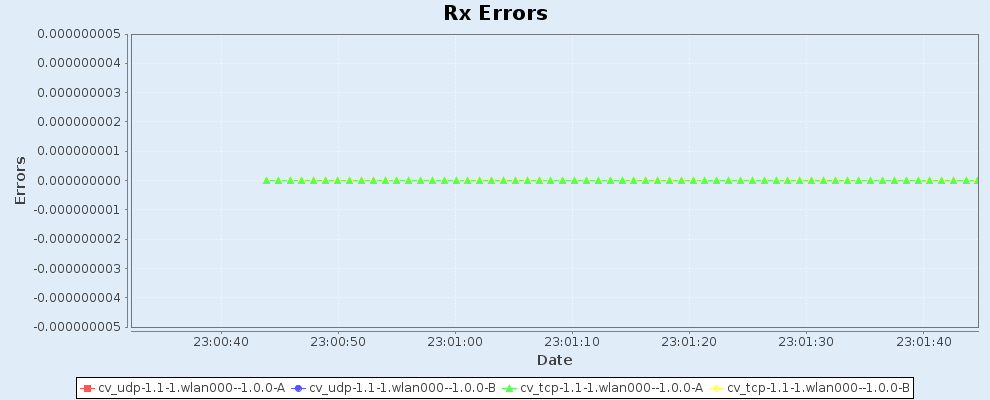 Rx Errors
0.000000005
0.000000004
0.000000003
0.000000002
0.000000001
0.000000000
-0.000000001
-0.000000002
-0.000000003
-0.000000004
-0.000000005
Errors
23:00:40 23:00:50 23:01:00 23:01:10 23:01:20 23:01:30 23:01:40
Date
cv_udp-1.1-1.wlan000--1.0.0-A cv_udp-1.1-1.wlan000--1.0.0-B cv_tcp-1.1-1.wlan000--1.0.0-A cv_tcp-1.1-1.wlan000--1.0.0-B